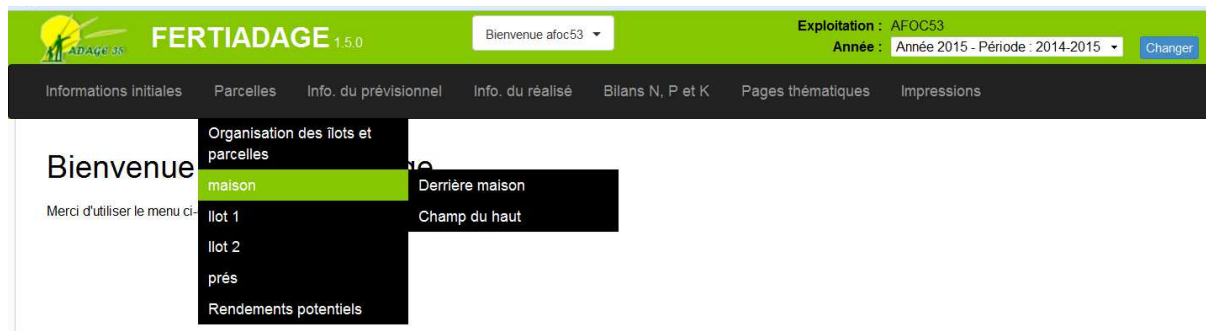 ADAGE 35
FERTIADAGE 1.5.0
Bienvenue afoc53
Exploitation : AFOC53
Année : Année 2015 - Période : 2014-2015
Changer
Informations initiales Parcelles Info. du prévisionnel Info. du réalisé Bilans N, P et K Pages thématiques Impressions
Organisation des îlots et
parcelles
maison
Ilot 1
Ilot 2
prés
Rendements potentiels
Derrière maison
Champ du haut
Bienvenue
Merci d'utiliser le menu ci-